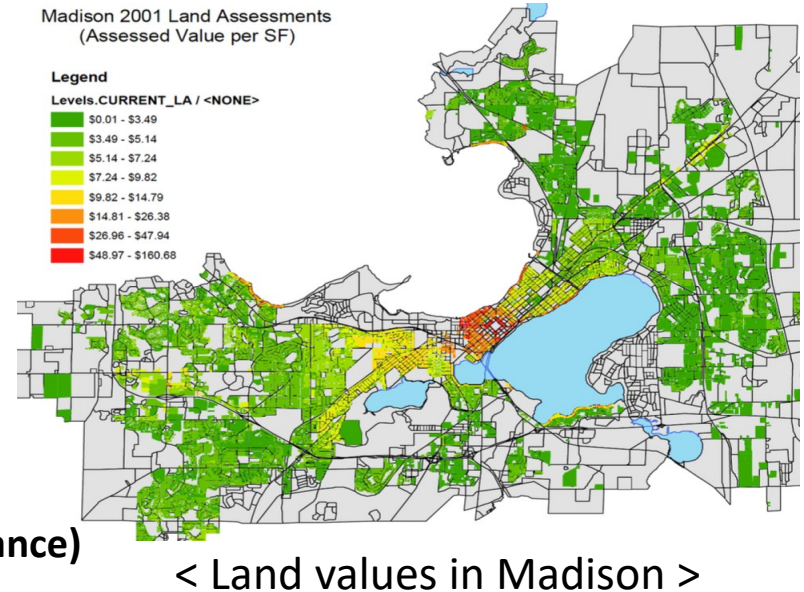 Madison 2001 Land Assessments
(Assessed Value per SF)
Legend
Levels.CURRENT_LA / <NONE>
$0.01 - $3.49
$3.49 - $5.14
$5.14 - $7.24
$7.24 - $9.82
$9.82 - $14.79
$14.81 - $26.38
$26.96 - $47.94
$48.97 - $160.68
ance)
< Land values in Madison >